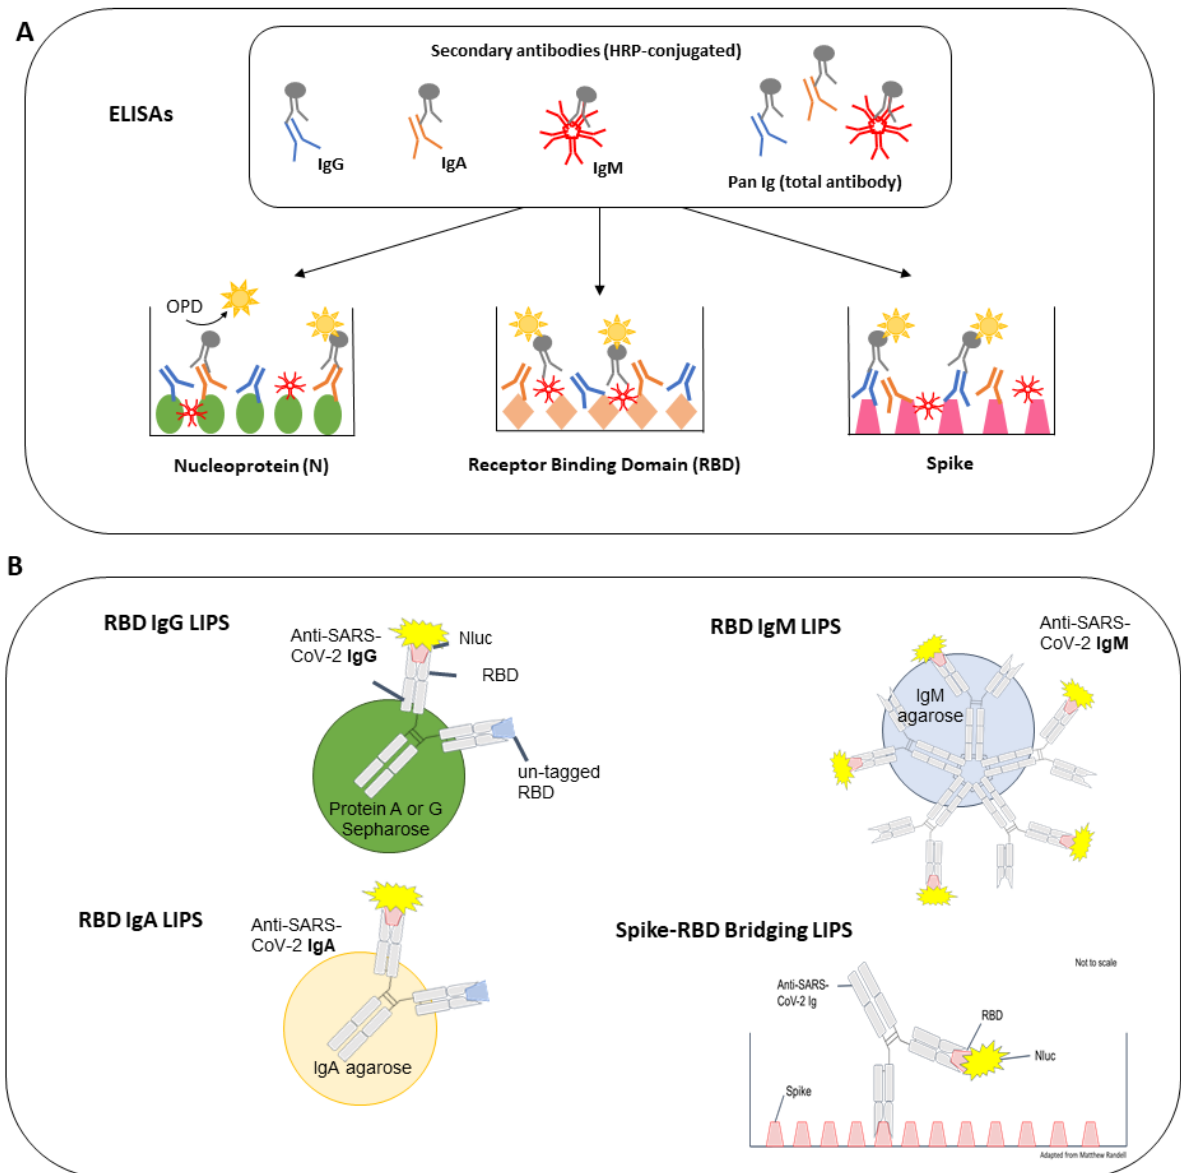 A
Secondary antibodies (HRP-conjugated)
ELISAs
IgG
IgA
IgM
Pan Ig (total antibody)
OPD
Nucleoprotein (N)
Receptor Binding Domain (RBD)
Spike
B
RBD IgG LIPS
Anti-SARS-
CoV-2 IgG
Nluc
RBD
un-tagged
RBD
Protein A or G
Sepharose
RBD IgM LIPS
Anti-SARS-
CoV-2 IgM
IgM
agarose
RBD IgA LIPS
Anti-SARS-
CoV-2 IgA
IgA agarose
Spike-RBD Bridging LIPS
Not to scale
Anti-SARS-
CoV-2 Ig
RBD
Nluc
Spike
Adapted from Matthew Randell